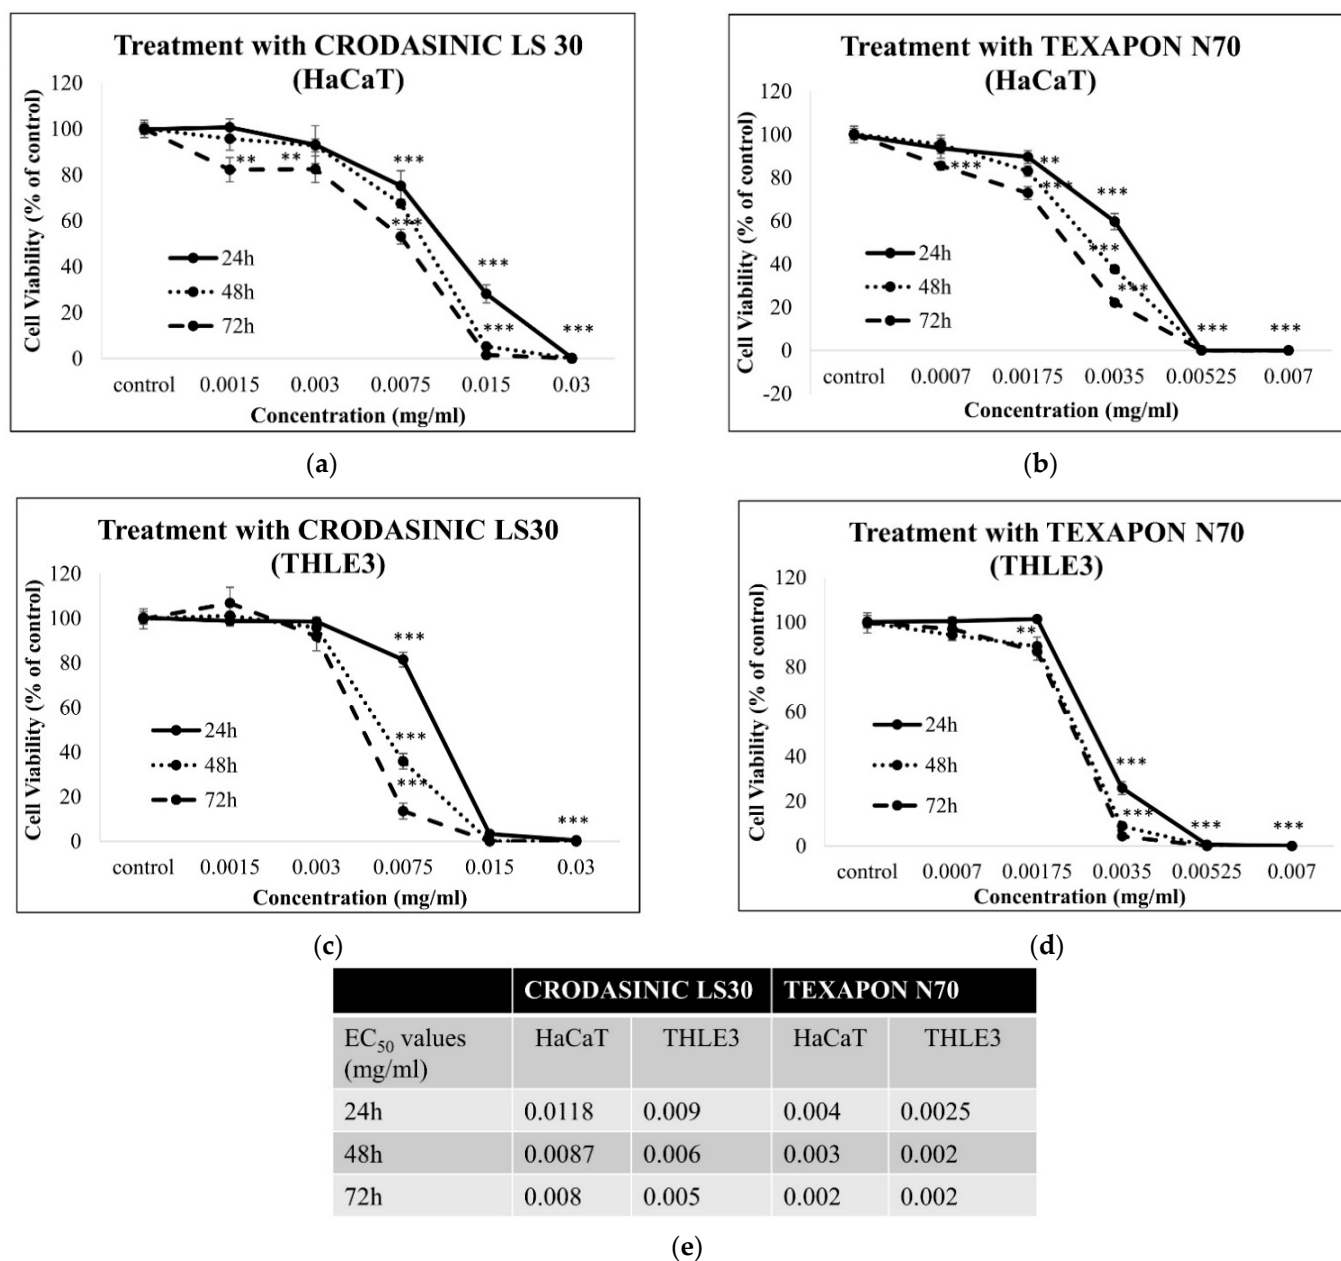 Treatment with CRODASINIC LS 30
(HaCaT)
Cell Viability (% of control)
120
100
80
60
40
20
0
** ** *** *** *** *** ***
24h
48h
72h
control 0.0015 0.003 0.0075 0.015 0.03
Concentration (mg/ml)
(a)
Treatment with TEXAPON N70
(HaCaT)
Cell Viability (% of control)
120
100
80
60
40
20
0
-20
*** ** *** *** *** *** *** ***
24h
48h
72h
control 0.0007 0.00175 0.0035 0.00525 0.007
Concentration (mg/ml)
(b)
Treatment with CRODASINIC LS30
(THLE3)
Cell Viability (% of control)
120
100
80
60
40
20
0
*** *** *** ***
24h
48h
72h
control 0.0015 0.003 0.0075 0.015 0.03
Concentration (mg/ml)
(c)
Treatment with TEXAPON N70
(THLE3)
Cell Viability (% of control)
120
100
80
60
40
20
0
** *** *** *** ***
24h
48h
72h
control 0.0007 0.00175 0.0035 0.00525 0.007
Concentration (mg/ml)
(d)
CRODASINIC LS30 TEXAPON N70
EC50 values (mg/ml) HaCaT THLE3 HaCaT THLE3
24h 0.0118 0.009 0.004 0.0025
48h 0.0087 0.006 0.003 0.002
72h 0.008 0.005 0.002 0.002
(e)